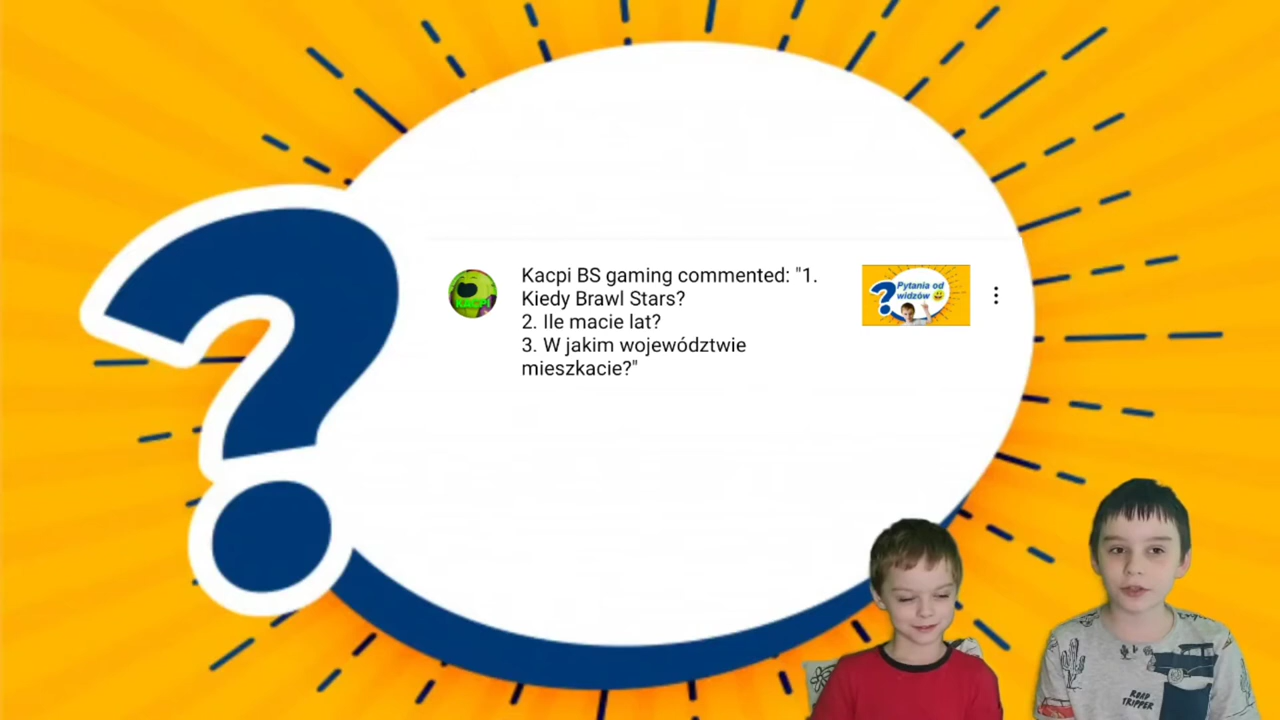 Kacpi BS gaming commented: "1.
Kiedy Brawl Stars?
2. Ile macie lat?
3. W jakim województwie
mieszkacie?"
KACPI
Pytania od
widzów
ROAD
TRIPPER